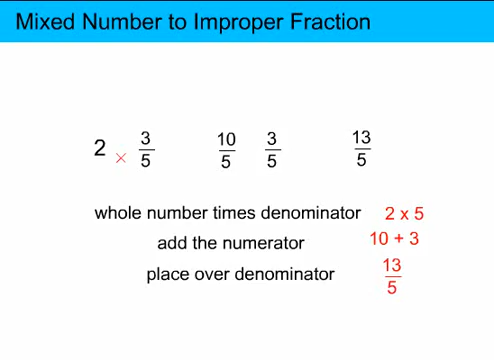 Mixed Number to Improper Fraction
2 × 3/5 10/5 3/5 13/5
whole number times denominator 2 x 5
add the numerator 10 + 3
place over denominator 13/5